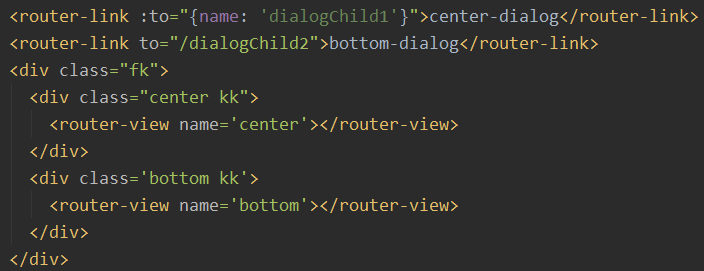 <router-link :to="{name: 'dialogChild1'}">center-dialog</router-link>
<router-link to="/dialogChild2">bottom-dialog</router-link>
<div class="fk">
<div class="center kk">
<router-view name='center'></router-view>
</div>
<div class='bottom kk'>
<router-view name='bottom'></router-view>
</div>
</div>